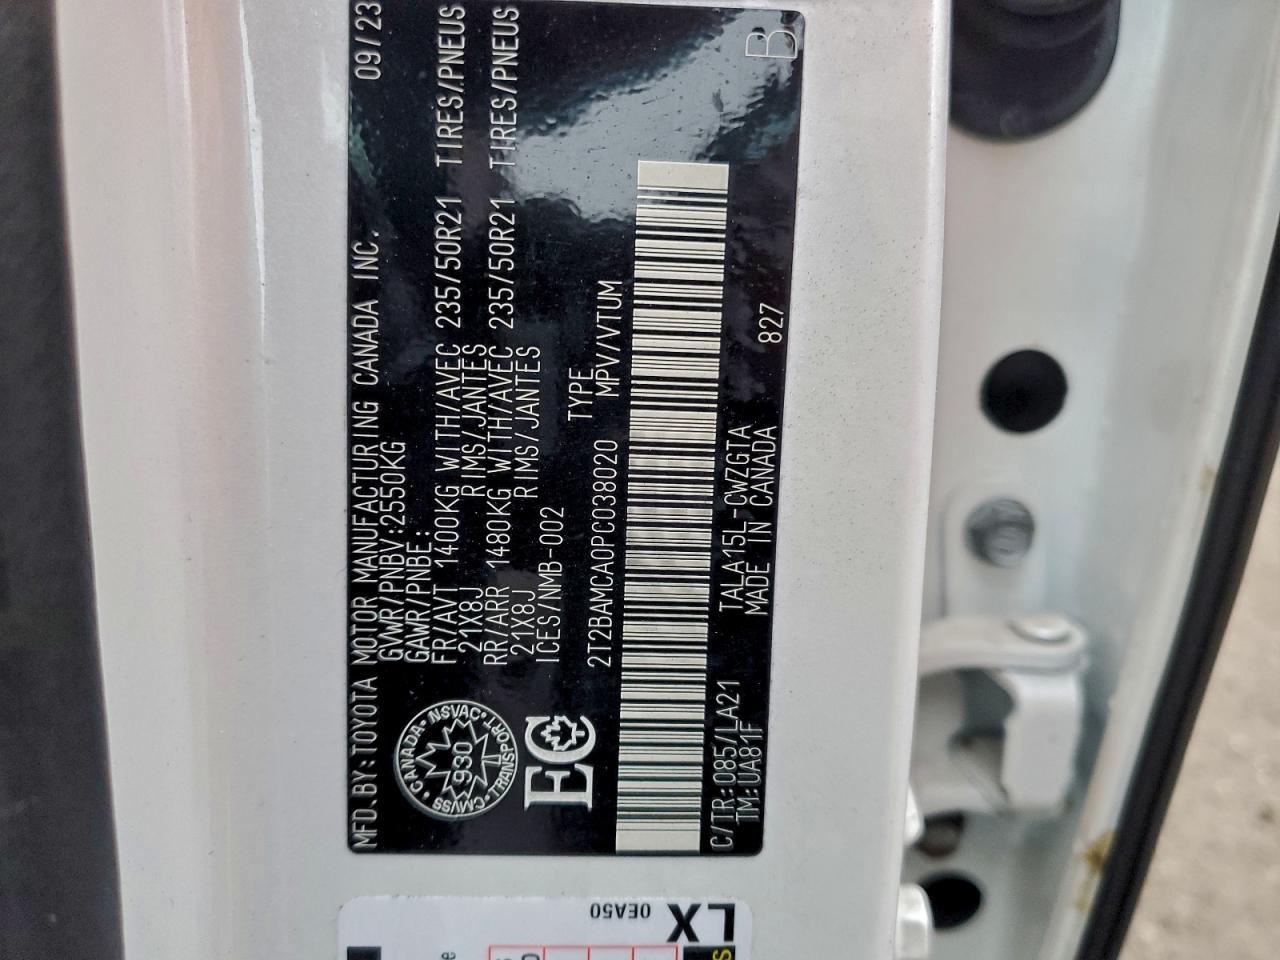 MFD.BY:TOYOTA MOTOR MANUFACTURING CANADA INC. 09/23
GVWR/PNBV:2550KG
GAWR/PNBE:
FR/AVT 1400KG WITH/AVEC 235/50R21 TIRES/PNEUS
21X8J RIMS/JANTES
RR/ARR 1480KG WITH/AVEC 235/50R21 TIRES/PNEUS
21X8J RIMS/JANTES
ICES/NMB-002
TYPE
2T2BAMCA0PC038020 MPV/VTUM
CANADA • NSVAC • TRANSPORT • CMVSS •
930
EC
C/TR:085/LA21 TALA15L-CWZGTA 827
TM:UA81F MADE IN CANADA
B
LX
0EA50